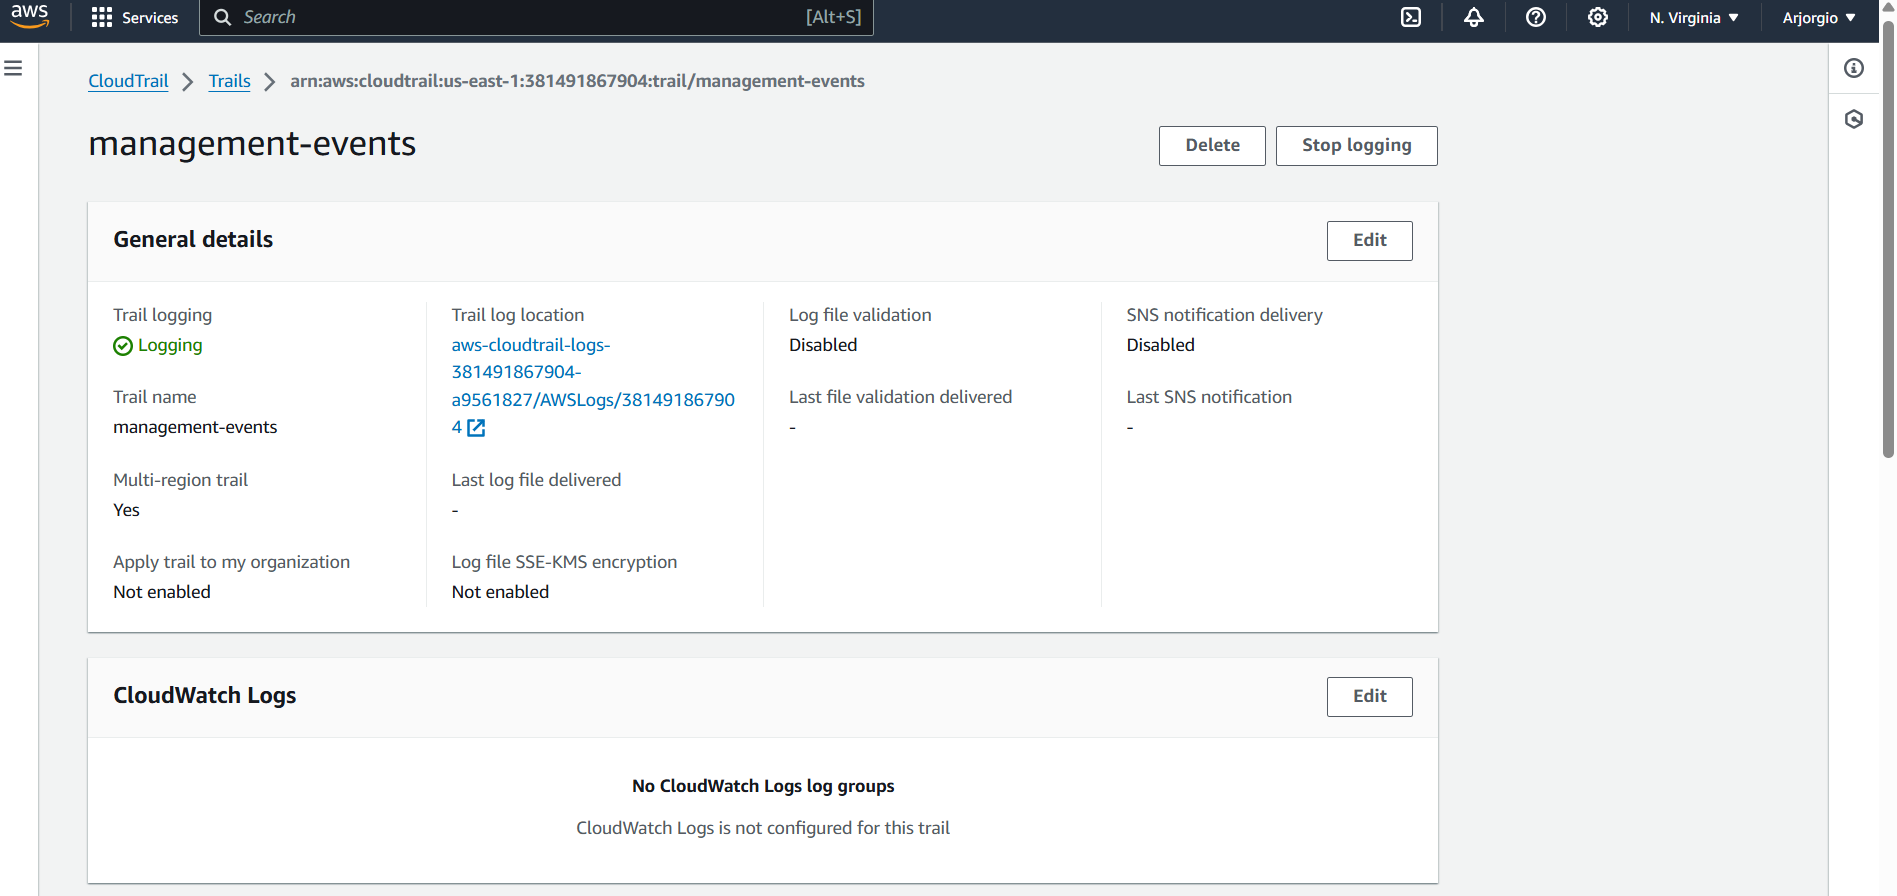 aws
Services
Search
[Alt+S]
N. Virginia
Arjorgio
CloudTrail
Trails
arn:aws:cloudtrail:us-east-1:381491867904:trail/management-events
management-events
Delete
Stop logging
General details
Edit
Trail logging
Logging
Trail name
management-events
Multi-region trail
Yes
Apply trail to my organization
Not enabled
Trail log location
aws-cloudtrail-logs-
381491867904-
a9561827/AWSLogs/38149186790
4
Last log file delivered
-
Log file SSE-KMS encryption
Not enabled
Log file validation
Disabled
Last file validation delivered
-
SNS notification delivery
Disabled
Last SNS notification
-
CloudWatch Logs
Edit
No CloudWatch Logs log groups
CloudWatch Logs is not configured for this trail